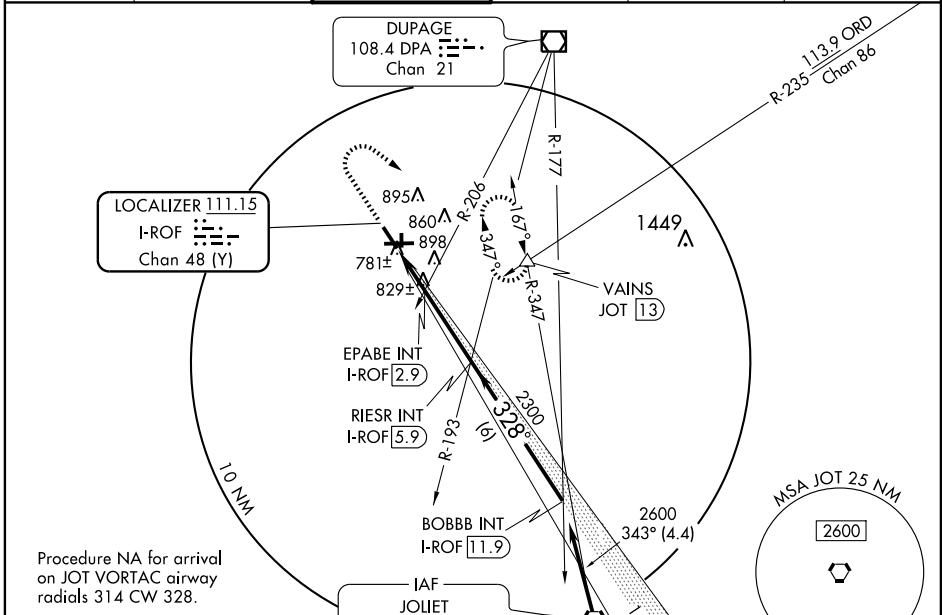 DUPAGE
108.4 DPA
Chan 21
113.9 ORD
R-235
Chan 86
R-177
R-206
LOCALIZER 111.15
I-ROF
Chan 48 (Y)
895
860
898
781±
829±
167°
347°
1449
VAINS
JOT 13
R-347
EPABE INT
I-ROF 2.9
RIESR INT
I-ROF 5.9
2300
328°
(6)
R-193
10 NM
BOBBB INT
I-ROF 11.9
2600
343° (4.4)
MSA JOT 25 NM
2600
Procedure NA for arrival
on JOT VORTAC airway
radials 314 CW 328.
IAF
JOLIET